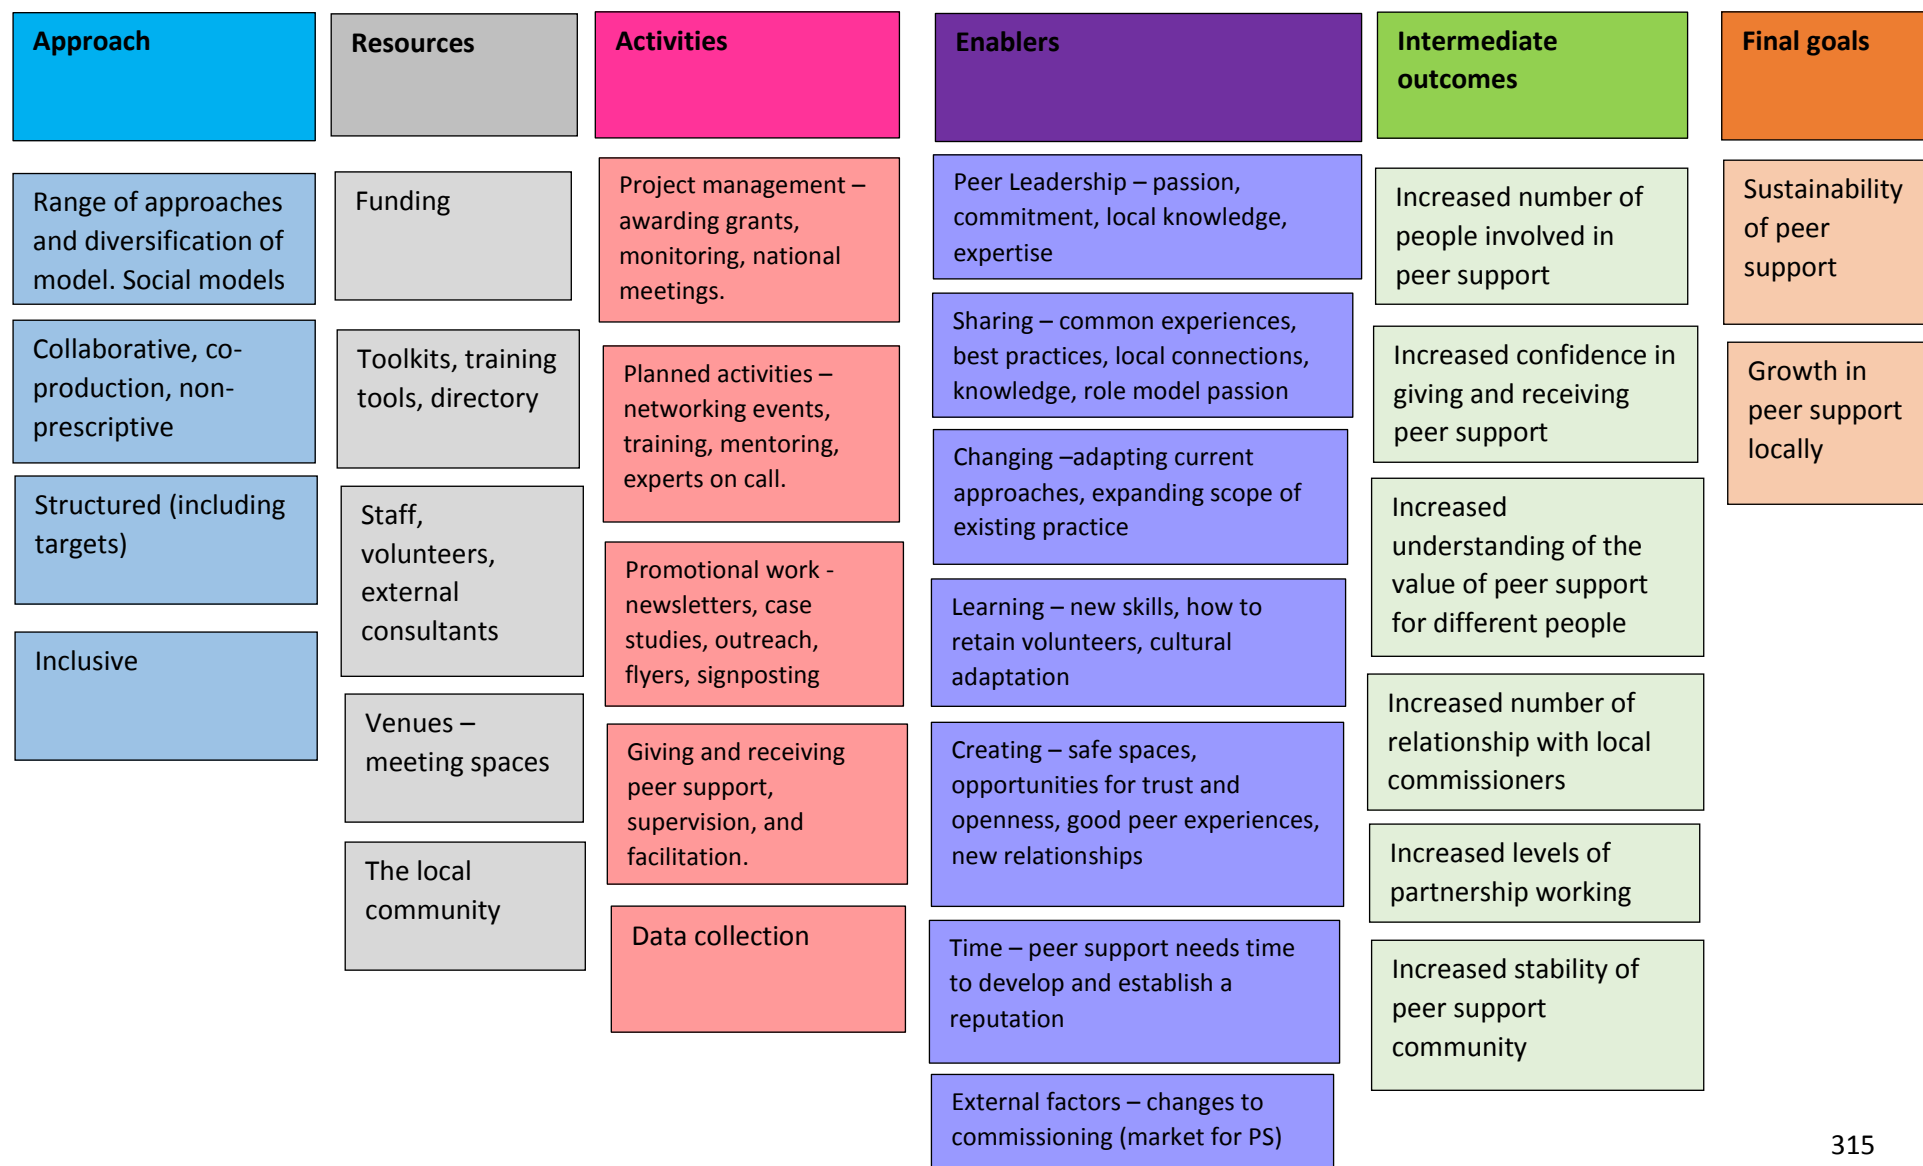 Approach
Range of approaches
and diversification of
model. Social models
Collaborative, co-
production, non-
prescriptive
Structured (including
targets)
Inclusive
Resources
Funding
Toolkits, training
tools, directory
Staff,
volunteers,
external
consultants
Venues –
meeting spaces
The local
community
Activities
Project management –
awarding grants,
monitoring, national
meetings.
Planned activities –
networking events,
training, mentoring,
experts on call.
Promotional work -
newsletters, case
studies, outreach,
flyers, signposting
Giving and receiving
peer support,
supervision, and
facilitation.
Data collection
Enablers
Peer Leadership – passion,
commitment, local knowledge,
expertise
Sharing – common experiences,
best practices, local connections,
knowledge, role model passion
Changing –adapting current
approaches, expanding scope of
existing practice
Learning – new skills, how to
retain volunteers, cultural
adaptation
Creating – safe spaces,
opportunities for trust and
openness, good peer experiences,
new relationships
Time – peer support needs time
to develop and establish a
reputation
External factors – changes to
commissioning (market for PS)
Intermediate
outcomes
Increased number of
people involved in
peer support
Increased confidence in
giving and receiving
peer support
Increased
understanding of the
value of peer support
for different people
Increased number of
relationship with local
commissioners
Increased levels of
partnership working
Increased stability of
peer support
community
Final goals
Sustainability
of peer
support
Growth in
peer support
locally
315